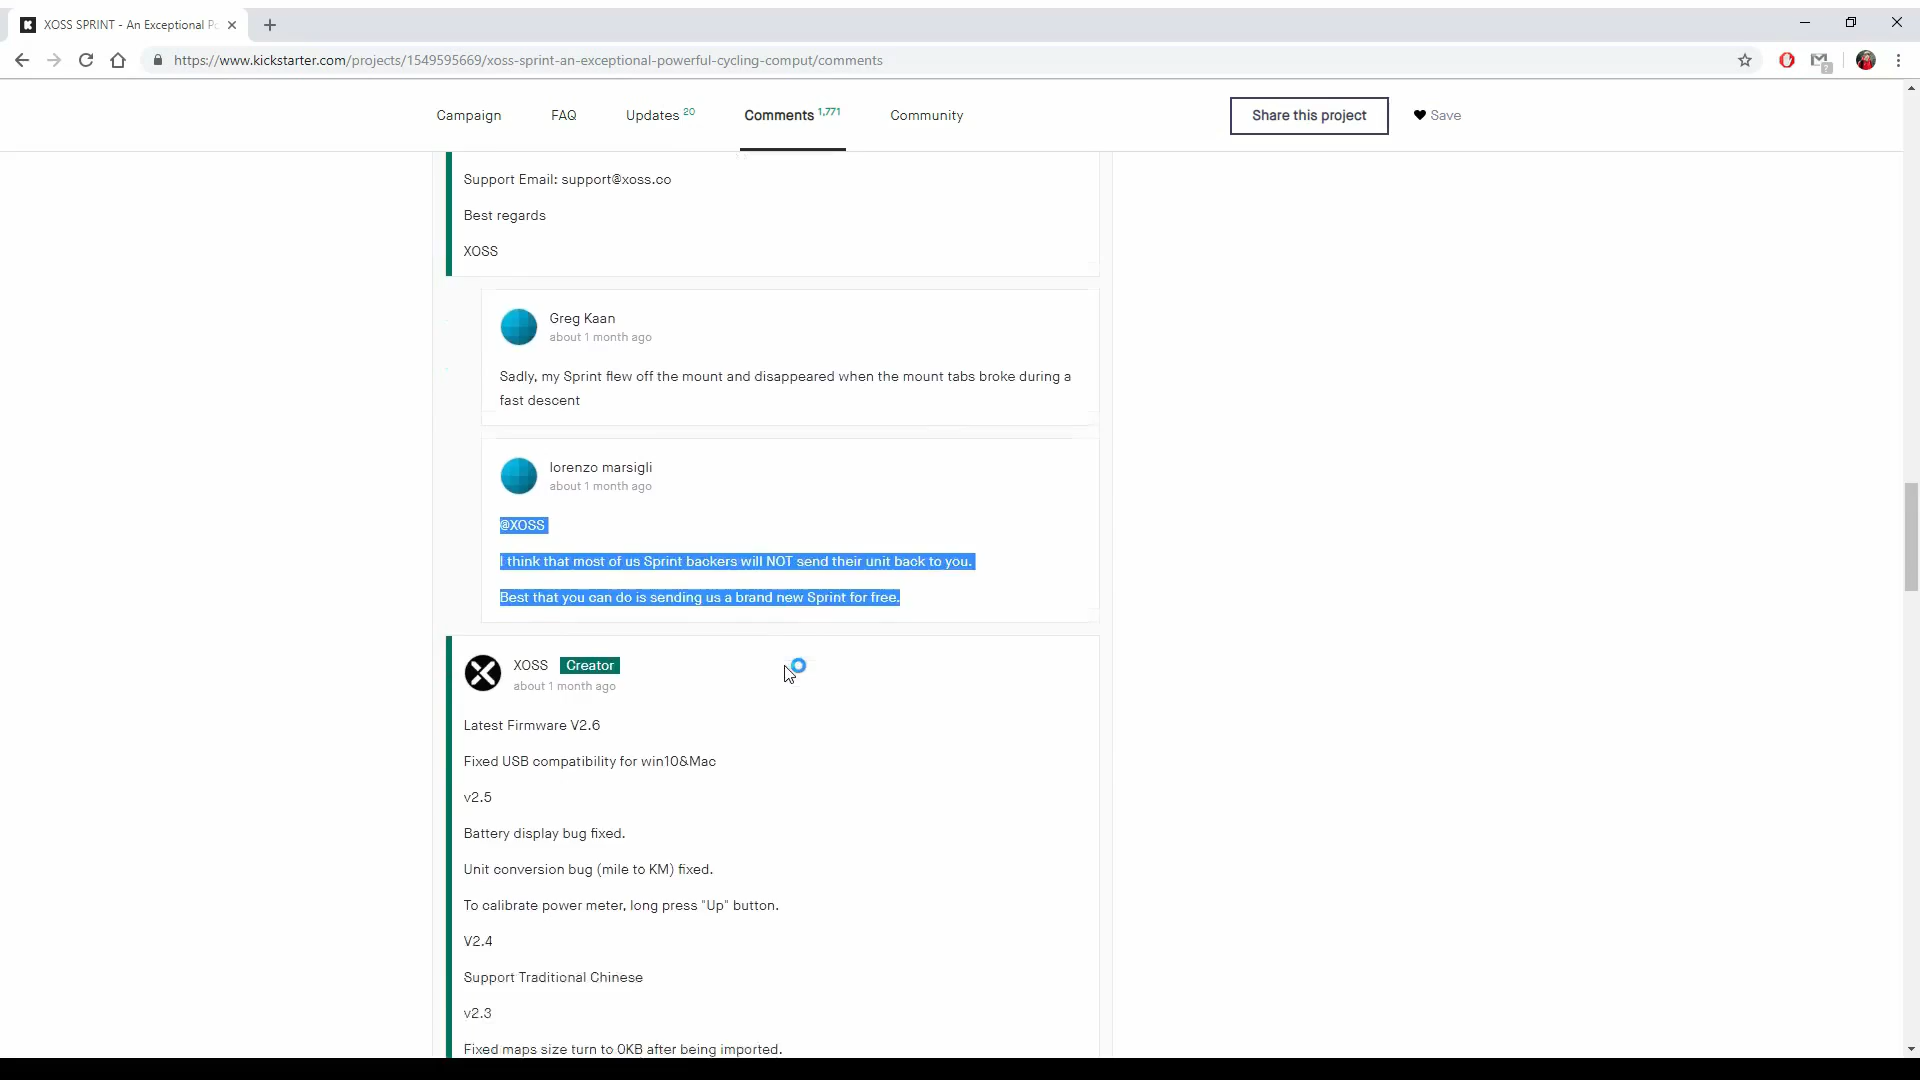 XOSS SPRINT - An Exceptional Po
https://www.kickstarter.com/projects/1549595669/xoss-sprint-an-exceptional-powerful-cycling-comput/comments
Campaign
FAQ
Updates 20
Comments 1,771
Community
Share this project
Save
Support Email: support@xoss.co
Best regards
XOSS
Greg Kaan
about 1 month ago
Sadly, my Sprint flew off the mount and disappeared when the mount tabs broke during a
fast descent
lorenzo marsigli
about 1 month ago
@XOSS
I think that most of us Sprint backers will NOT send their unit back to you.
Best that you can do is sending us a brand new Sprint for free.
XOSS Creator
about 1 month ago
Latest Firmware V2.6
Fixed USB compatibility for win10&Mac
v2.5
Battery display bug fixed.
Unit conversion bug (mile to KM) fixed.
To calibrate power meter, long press "Up" button.
V2.4
Support Traditional Chinese
v2.3
Fixed maps size turn to 0KB after being imported.